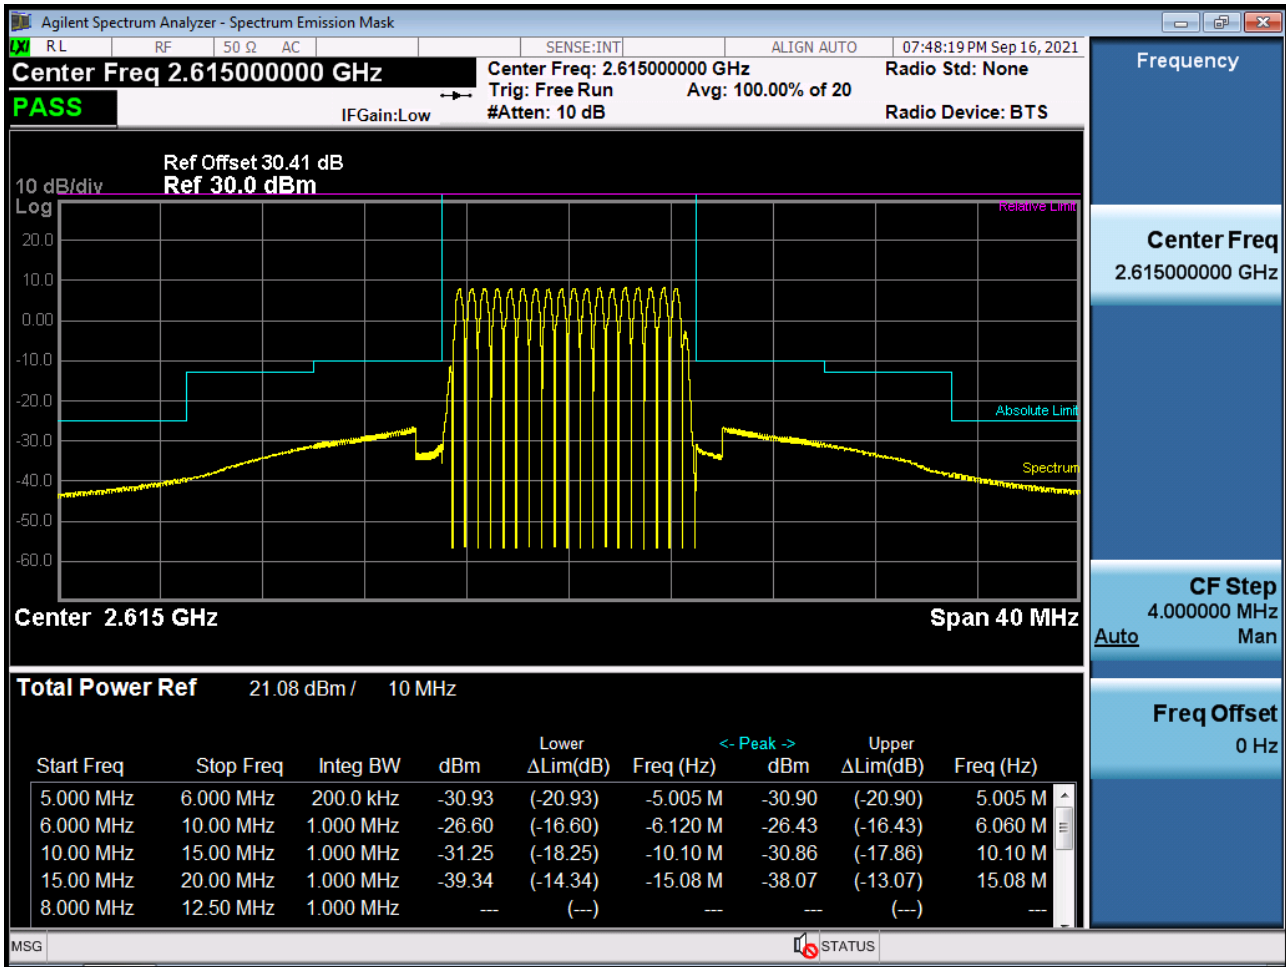 Agilent Spectrum Analyzer - Spectrum Emission Mask
LXI RL RF 50 Ω AC SENSE:INT ALIGN AUTO 07:48:19 PM Sep 16, 2021
Center Freq 2.615000000 GHz
PASS
IFGain:Low
Center Freq: 2.615000000 GHz
Trig: Free Run Avg: 100.00% of 20
#Atten: 10 dB
Radio Std: None
Radio Device: BTS
Ref Offset 30.41 dB
10 dB/div Ref 30.0 dBm
Log
Relative Limit
20.0
10.0
0.00
-10.0
-20.0
Absolute Limit
-30.0
Spectrum
-40.0
-50.0
-60.0
Center 2.615 GHz Span 40 MHz
Total Power Ref 21.08 dBm / 10 MHz
Lower <- Peak -> Upper
Start Freq Stop Freq Integ BW dBm ΔLim(dB) Freq (Hz) dBm ΔLim(dB) Freq (Hz)
5.000 MHz 6.000 MHz 200.0 kHz -30.93 (-20.93) -5.005 M -30.90 (-20.90) 5.005 M
6.000 MHz 10.00 MHz 1.000 MHz -26.60 (-16.60) -6.120 M -26.43 (-16.43) 6.060 M
10.00 MHz 15.00 MHz 1.000 MHz -31.25 (-18.25) -10.10 M -30.86 (-17.86) 10.10 M
15.00 MHz 20.00 MHz 1.000 MHz -39.34 (-14.34) -15.08 M -38.07 (-13.07) 15.08 M
8.000 MHz 12.50 MHz 1.000 MHz --- (---) --- --- (---) ---
MSG STATUS
Frequency
Center Freq
2.615000000 GHz
CF Step
4.000000 MHz
Auto Man
Freq Offset
0 Hz